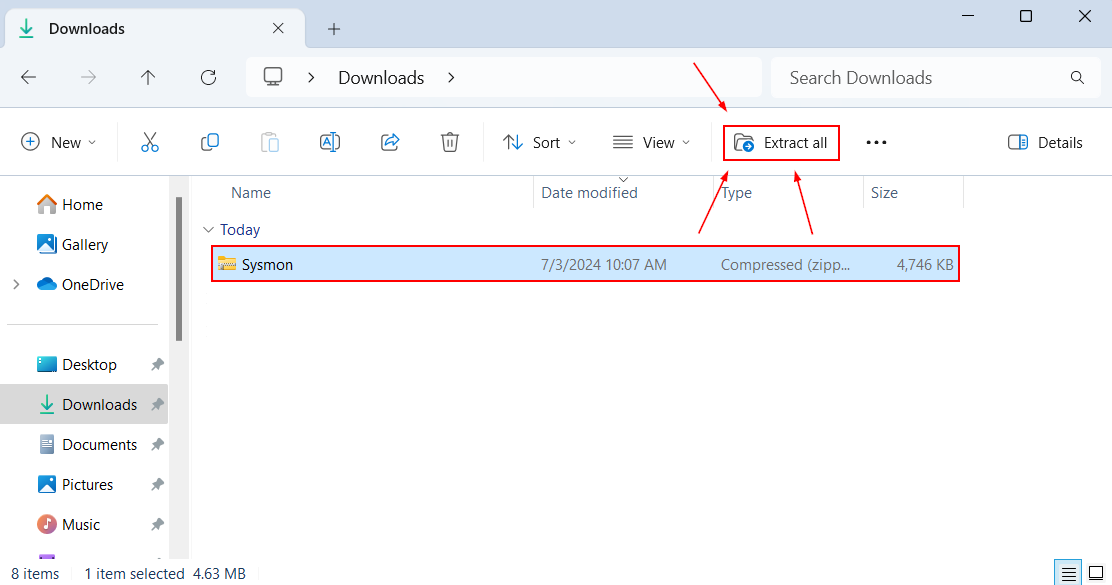 Downloads
Downloads
Search Downloads
New
Sort
View
Extract all
Details
Home
Gallery
OneDrive
Desktop
Downloads
Documents
Pictures
Music
Name Date modified Type Size
Today
Sysmon 7/3/2024 10:07 AM Compressed (zipp... 4,746 KB
8 items 1 item selected 4.63 MB